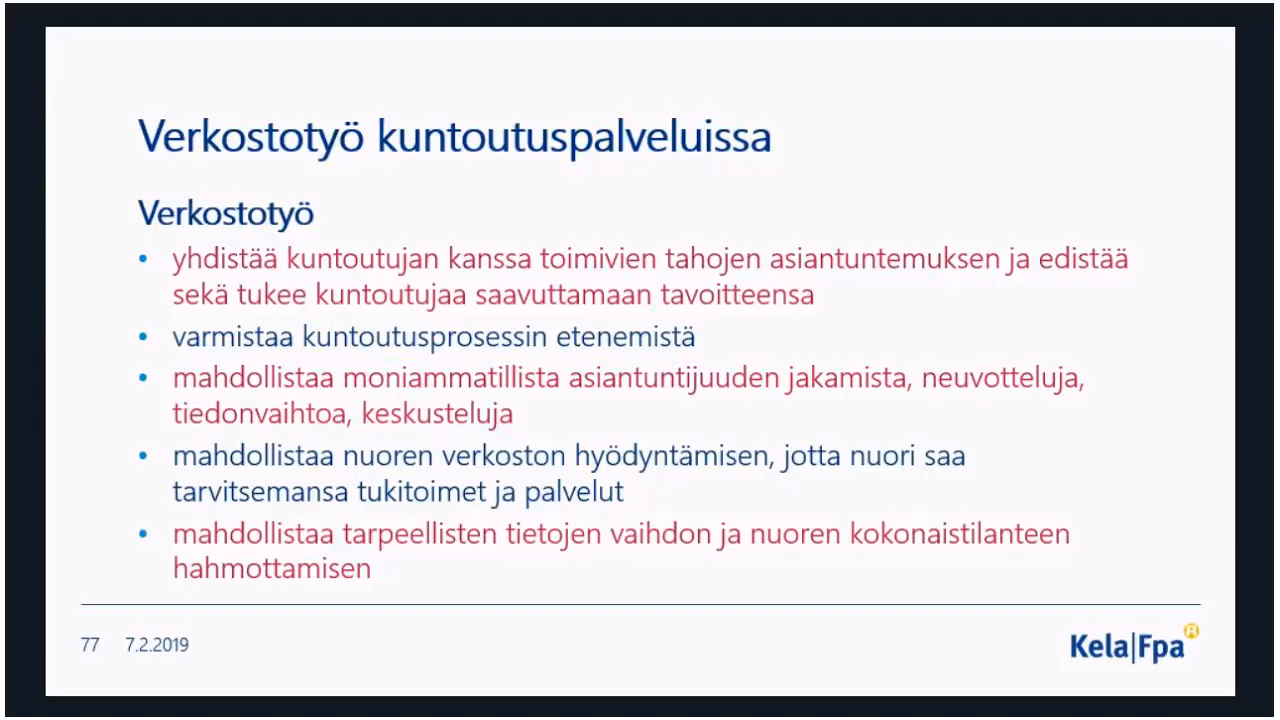 Verkostotyö kuntoutuspalveluissa
Verkostotyö
• yhdistää kuntoutujan kanssa toimivien tahojen asiantuntemuksen ja edistää
sekä tukee kuntoutujaa saavuttamaan tavoitteensa
• varmistaa kuntoutusprosessin etenemistä
• mahdollistaa moniammatillista asiantuntijuuden jakamista, neuvotteluja,
tiedonvaihtoa, keskusteluja
• mahdollistaa nuoren verkoston hyödyntämisen, jotta nuori saa
tarvitsemansa tukitoimet ja palvelut
• mahdollistaa tarpeellisten tietojen vaihdon ja nuoren kokonaistilanteen
hahmottamisen
77 7.2.2019
Kela|Fpa